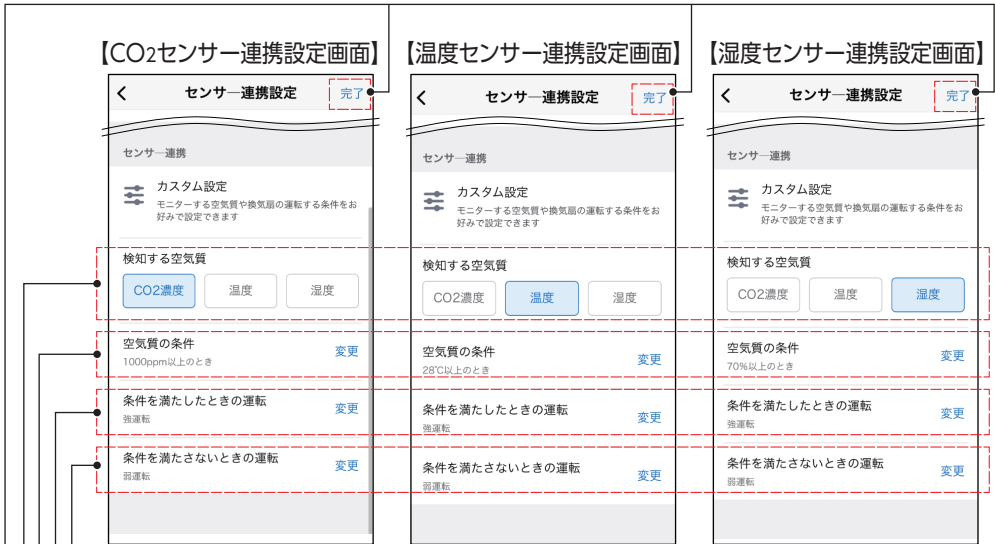 【CO2センサー連携設定画面】
センサー連携設定
完了
センサー連携
カスタム設定
モニターする空気質や換気扇の運転する条件をお
好みで設定できます
検知する空気質
CO2濃度 温度 湿度
空気質の条件
1000ppm以上のとき
変更
条件を満たしたときの運転
強運転
変更
条件を満たさないときの運転
弱運転
変更
【温度センサー連携設定画面】
センサー連携設定
完了
センサー連携
カスタム設定
モニターする空気質や換気扇の運転する条件をお
好みで設定できます
検知する空気質
CO2濃度 温度 湿度
空気質の条件
28℃以上のとき
変更
条件を満たしたときの運転
強運転
変更
条件を満たさないときの運転
弱運転
変更
【湿度センサー連携設定画面】
センサー連携設定
完了
センサー連携
カスタム設定
モニターする空気質や換気扇の運転する条件をお
好みで設定できます
検知する空気質
CO2濃度 温度 湿度
空気質の条件
70%以上のとき
変更
条件を満たしたときの運転
強運転
変更
条件を満たさないときの運転
弱運転
変更